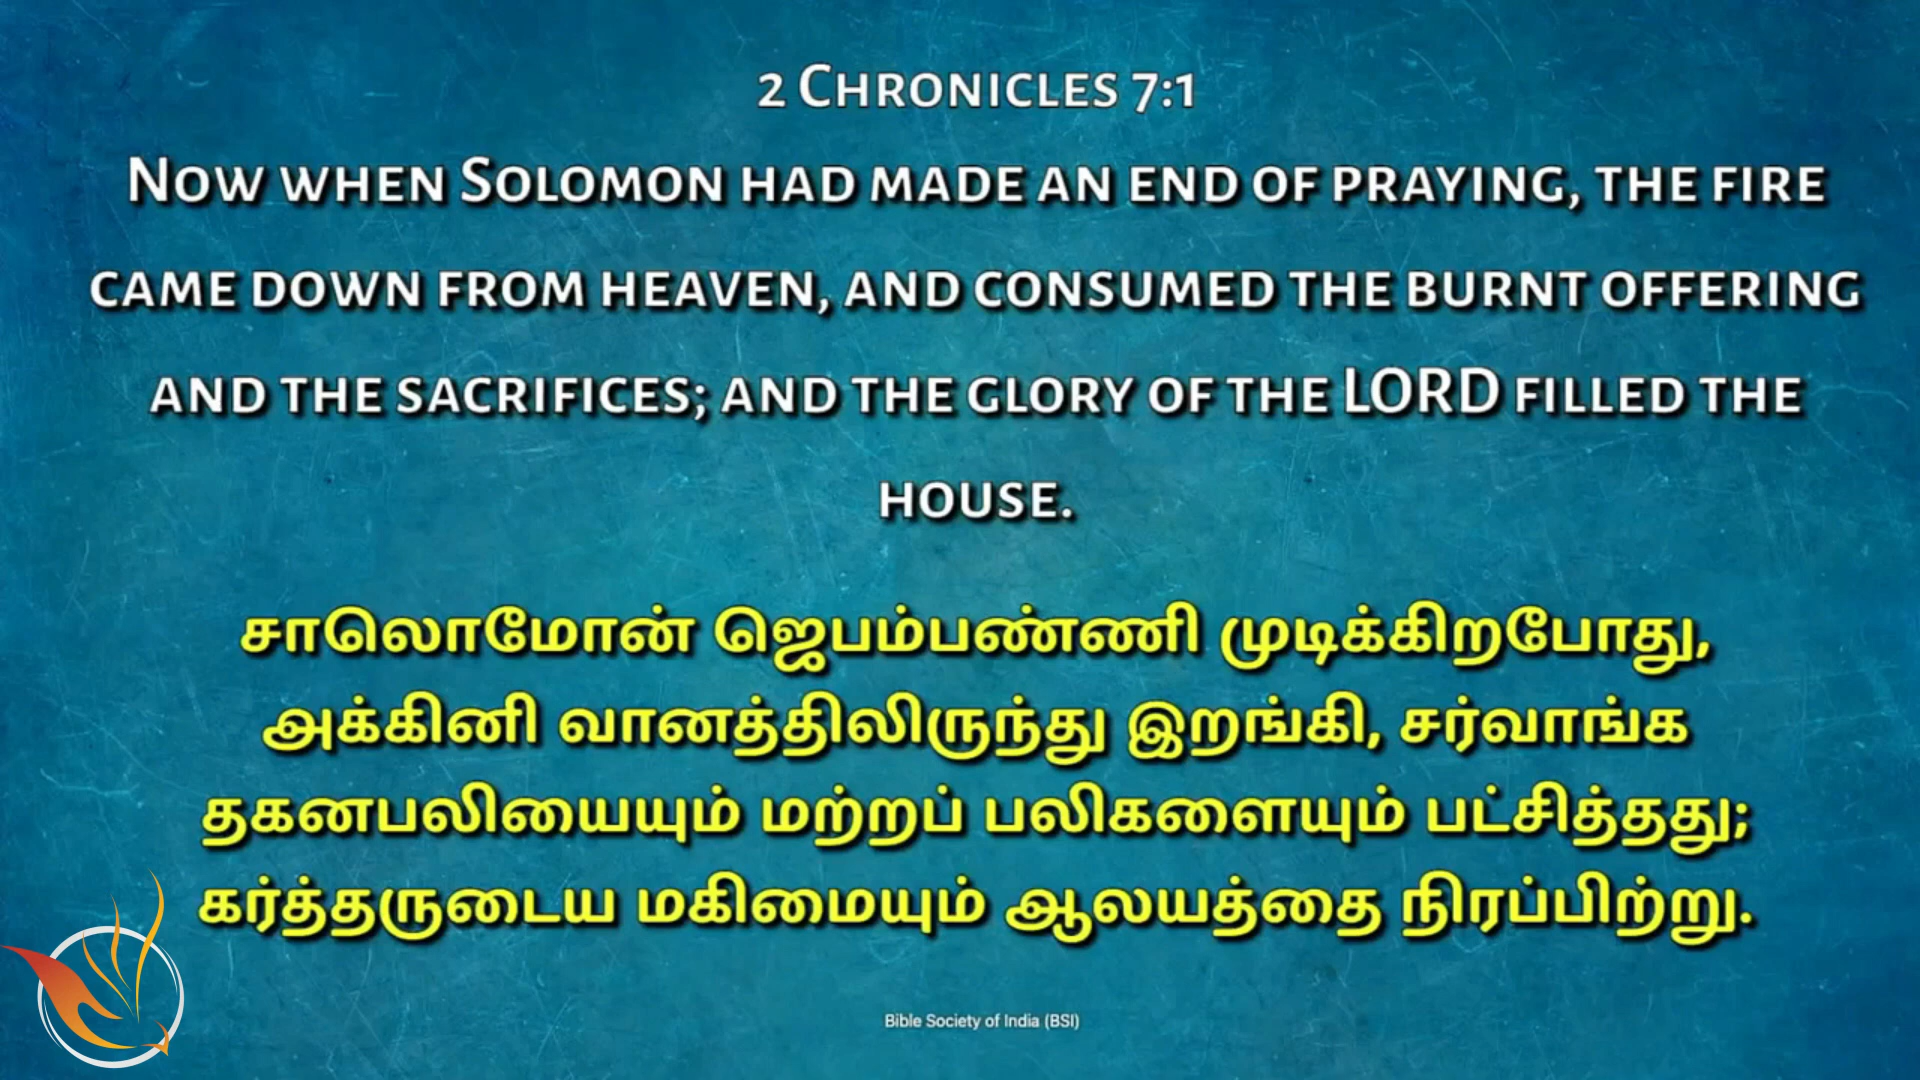 2 Chronicles 7:1
Now when Solomon had made an end of praying, the fire
came down from heaven, and consumed the burnt offering
and the sacrifices; and the glory of the LORD filled the
house.
சாலொமோன் ஜெபம்பண்ணி முடிக்கிறபோது,
அக்கினி வானத்திலிருந்து இறங்கி, சர்வாங்க
தகனபலியையும் மற்றப் பலிகளையும் பட்சித்தது;
கர்த்தருடைய மகிமையும் ஆலயத்தை நிரப்பிற்று.
Bible Society of India (BSI)